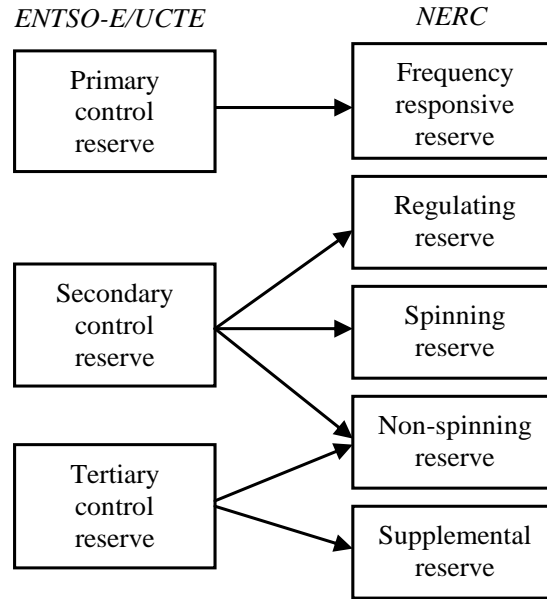 ENTSO-E/UCTE
NERC
Primary
control
reserve
Frequency
responsive
reserve
Regulating
reserve
Secondary
control
reserve
Spinning
reserve
Non-spinning
reserve
Tertiary
control
reserve
Supplemental
reserve